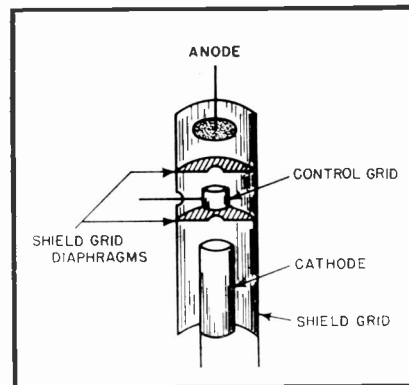 ANODE
CONTROL GRID
SHIELD GRID
DIAPHRAGMS
CATHODE
SHIELD GRID